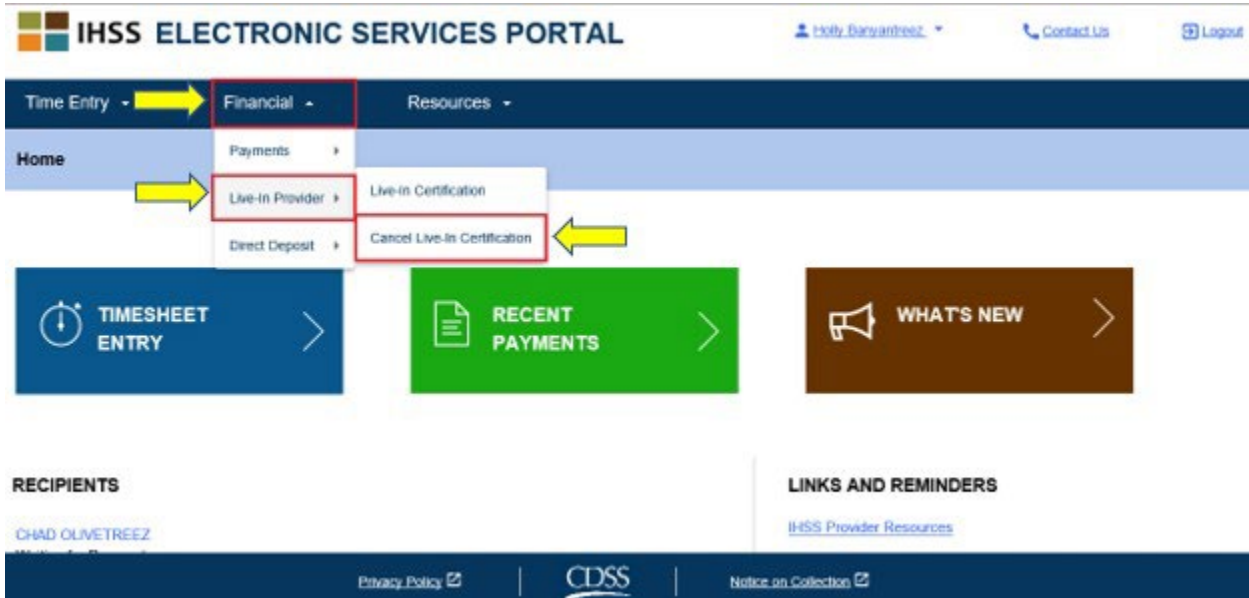 IHSS ELECTRONIC SERVICES PORTAL
Holly Banyantreez
Contact Us
Logout
Time Entry
Financial
Resources
Home
Payments
Live-In Provider
Direct Deposit
Live-In Certification
Cancel Live-In Certification
TIMESHEET
ENTRY
RECENT
PAYMENTS
WHAT'S NEW
RECIPIENTS
CHAD OLIVETREEZ
LINKS AND REMINDERS
IHSS Provider Resources
Privacy Policy
CDSS
Notice on Collection